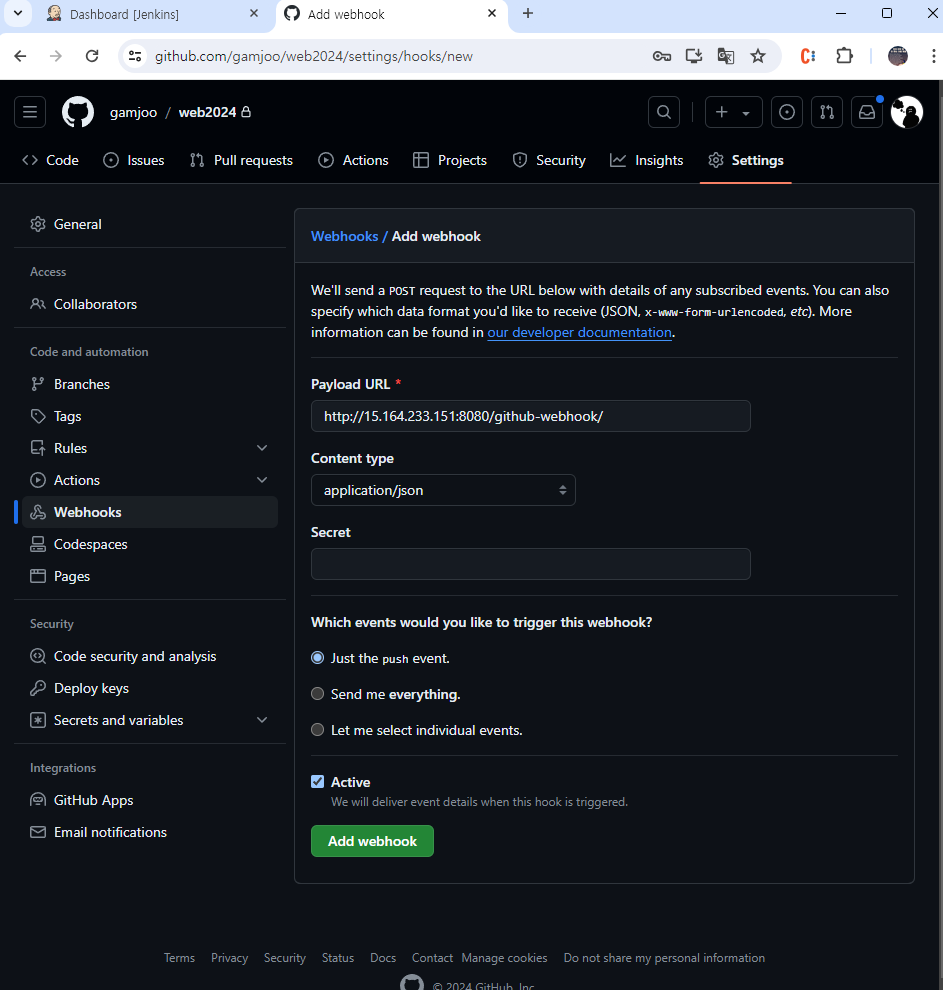 Dashboard [Jenkins]
Add webhook
github.com/gamjoo/web2024/settings/hooks/new
gamjoo / web2024
Code Issues Pull requests Actions Projects Security Insights Settings
General
Access
Collaborators
Code and automation
Branches
Tags
Rules
Actions
Webhooks
Codespaces
Pages
Security
Code security and analysis
Deploy keys
Secrets and variables
Integrations
GitHub Apps
Email notifications
Webhooks / Add webhook
We'll send a POST request to the URL below with details of any subscribed events. You can also
specify which data format you'd like to receive (JSON, x-www-form-urlencoded, etc). More
information can be found in our developer documentation.
Payload URL *
http://15.164.233.151:8080/github-webhook/
Content type
application/json
Secret
Which events would you like to trigger this webhook?
Just the push event.
Send me everything.
Let me select individual events.
Active
We will deliver event details when this hook is triggered.
Add webhook
Terms Privacy Security Status Docs Contact Manage cookies Do not share my personal information
© 2024 GitHub, Inc.